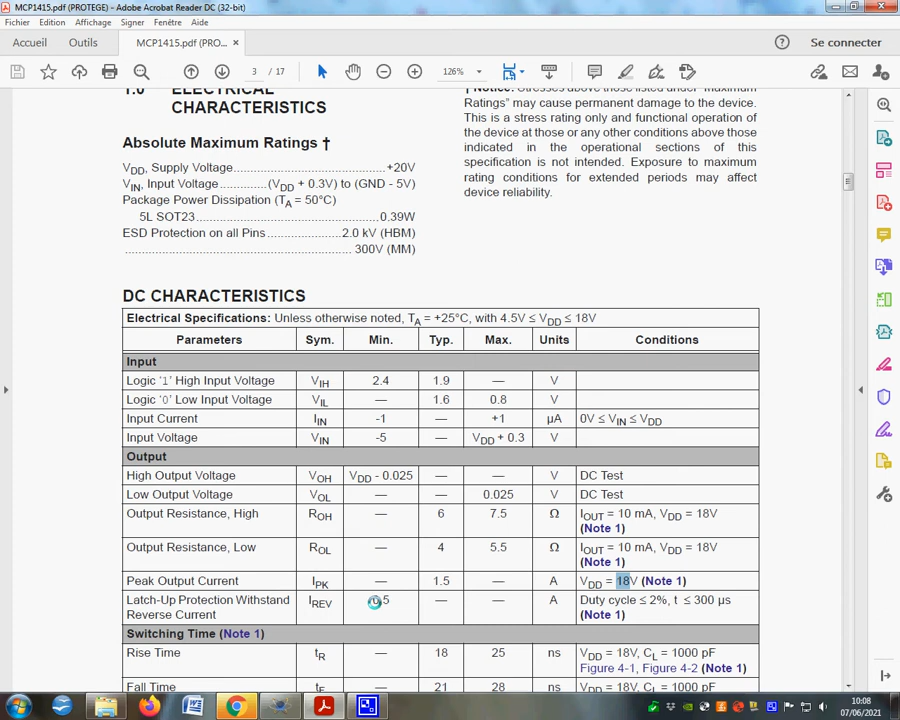 MCP1415.pdf (PROTEGE) - Adobe Acrobat Reader DC (32-bit)
Fichier Edition Affichage Signer Fenêtre Aide
Accueil Outils MCP1415.pdf (PRO... × Se connecter
3 / 17 126%
1.0 ELECTRICAL
CHARACTERISTICS
Absolute Maximum Ratings †
VDD, Supply Voltage...............................................+20V
VIN, Input Voltage..............(VDD + 0.3V) to (GND - 5V)
Package Power Dissipation (TA = 50°C)
5L SOT23.....................................................0.39W
ESD Protection on all Pins......................2.0 kV (HBM)
.................................................................... 300V (MM)
† Notice: Stresses above those listed under "Maximum
Ratings" may cause permanent damage to the device.
This is a stress rating only and functional operation of
the device at those or any other conditions above those
indicated in the operational sections of this
specification is not intended. Exposure to maximum
rating conditions for extended periods may affect
device reliability.
DC CHARACTERISTICS
Electrical Specifications: Unless otherwise noted, TA = +25°C, with 4.5V ≤ VDD ≤ 18V
Parameters Sym. Min. Typ. Max. Units Conditions
Input
Logic '1' High Input Voltage VIH 2.4 1.9 — V
Logic '0' Low Input Voltage VIL — 1.6 0.8 V
Input Current IIN -1 — +1 µA 0V ≤ VIN ≤ VDD
Input Voltage VIN -5 — VDD + 0.3 V
Output
High Output Voltage VOH VDD - 0.025 — — V DC Test
Low Output Voltage VOL — — 0.025 V DC Test
Output Resistance, High ROH — 6 7.5 Ω IOUT = 10 mA, VDD = 18V
(Note 1)
Output Resistance, Low ROL — 4 5.5 Ω IOUT = 10 mA, VDD = 18V
(Note 1)
Peak Output Current IPK — 1.5 — A VDD = 18V (Note 1)
Latch-Up Protection Withstand
Reverse Current IREV 0.5 — — A Duty cycle ≤ 2%, t ≤ 300 µs
(Note 1)
Switching Time (Note 1)
Rise Time tR — 18 25 ns VDD = 18V, CL = 1000 pF
Figure 4-1, Figure 4-2 (Note 1)
Fall Time tF — 21 28 ns VDD = 18V, CL = 1000 pF
10:08
07/06/2021